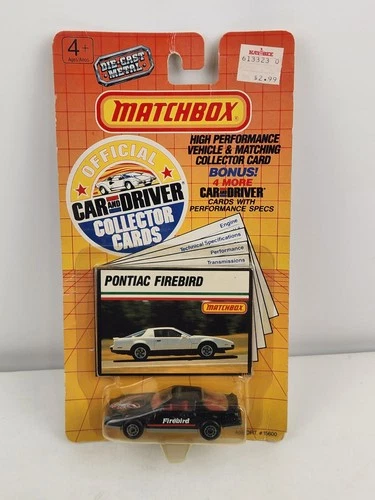 4+
DIE-CAST
METAL
613323 0
$2.99
MATCHBOX
HIGH PERFORMANCE
VEHICLE & MATCHING
COLLECTOR CARD
BONUS!
4 MORE
CAR AND DRIVER
CARDS WITH
PERFORMANCE SPECS
OFFICIAL
CAR AND DRIVER
COLLECTOR
CARDS
Engine
Technical Specifications
Performance
Transmissions
PONTIAC FIREBIRD
MATCHBOX
Firebird